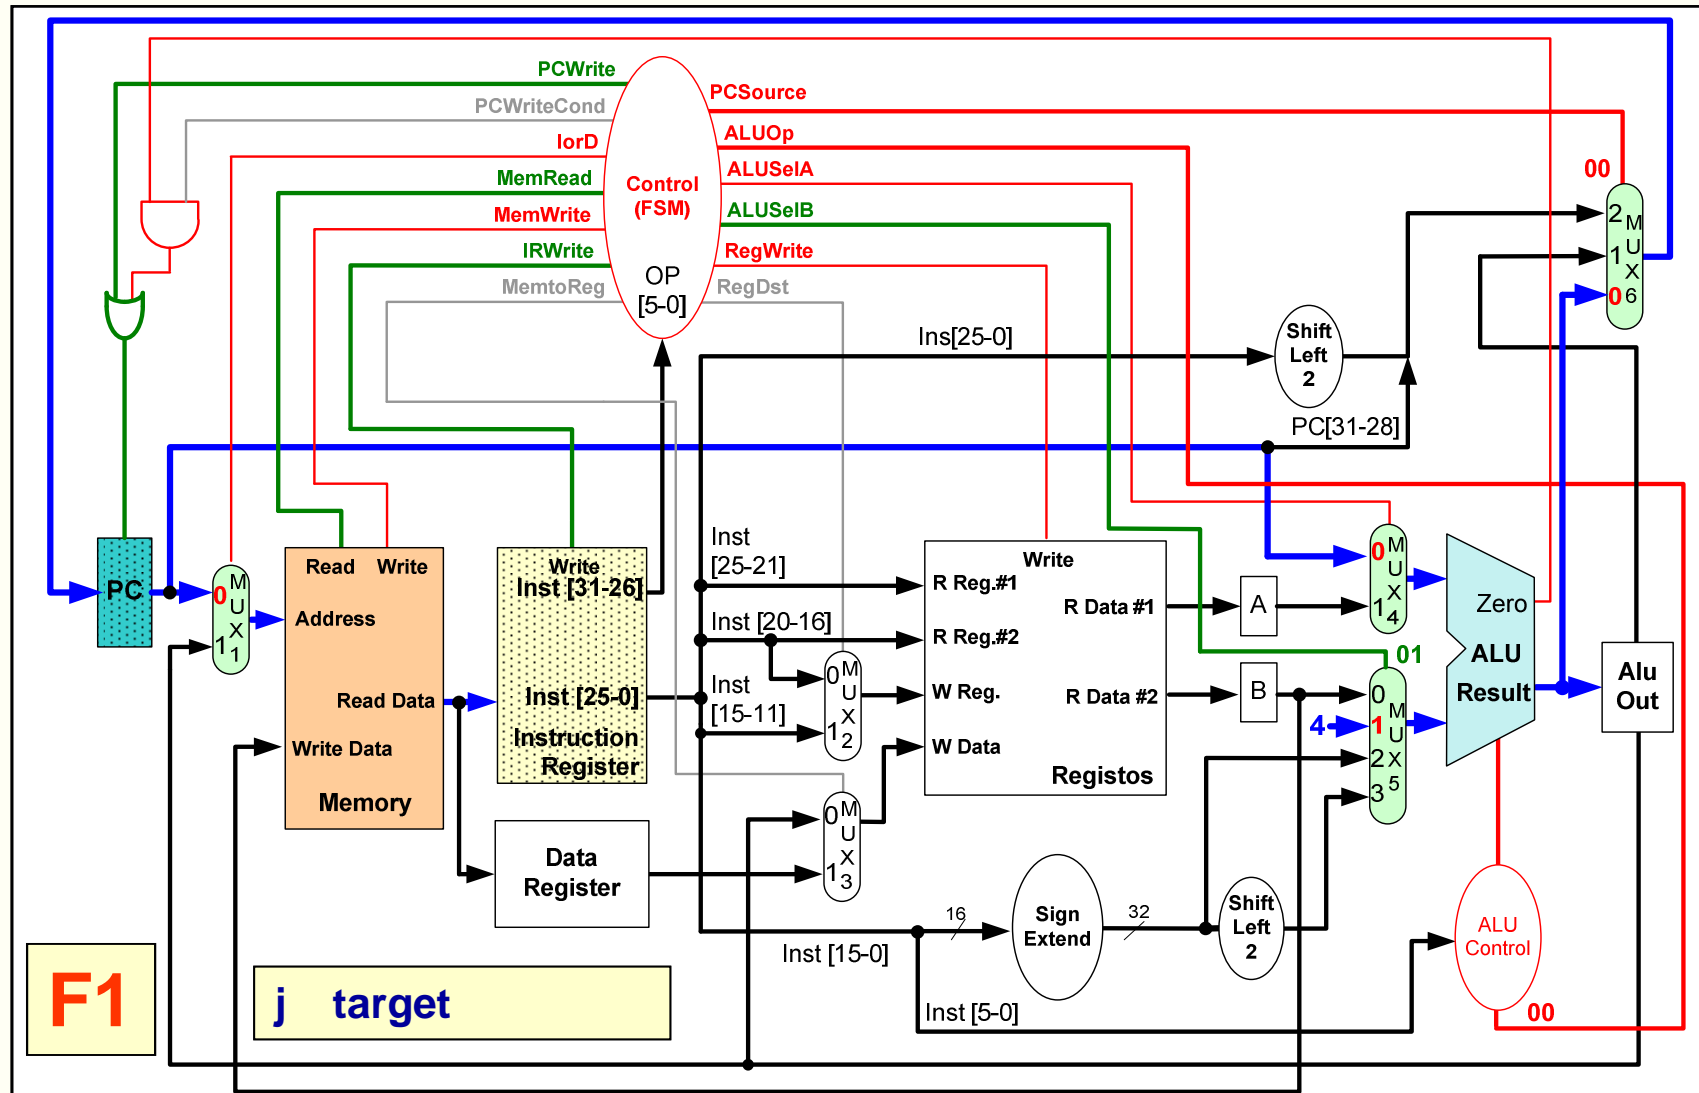 PCWrite
PCWriteCond
IorD
MemRead
MemWrite
IRWrite
MemtoReg
Control
(FSM)
OP
[5-0]
PCSource
ALUOp
ALUSelA
ALUSelB
RegWrite
RegDst
00
2
1
0
M
U
X
6
Ins[25-0]
Shift
Left
2
PC[31-28]
PC
0
1
M
U
X
1
Read Write
Address
Read Data
Write Data
Memory
Write
Inst [31-26]
Inst [25-0]
Instruction
Register
Data
Register
Inst
[25-21]
Inst [20-16]
Inst
[15-11]
0
1
M
U
X
2
0
1
M
U
X
3
Write
R Reg.#1
R Reg.#2
W Reg.
W Data
R Data #1
R Data #2
Registos
A
B
0
1
M
U
X
4
01
4
0
1
2
3
M
U
X
5
Zero
ALU
Result
Alu
Out
Inst [15-0]
16
Sign
Extend
32
Shift
Left
2
Inst [5-0]
ALU
Control
00
F1
j target